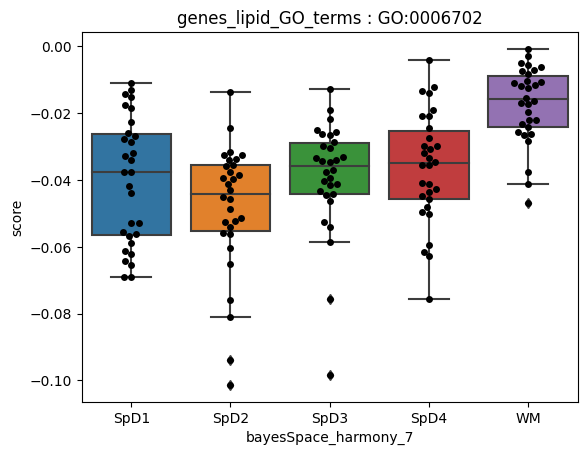 genes_lipid_GO_terms : GO:0006702
0.00
−0.02
−0.04
−0.06
−0.08
−0.10
score
SpD1 SpD2 SpD3 SpD4 WM
bayesSpace_harmony_7